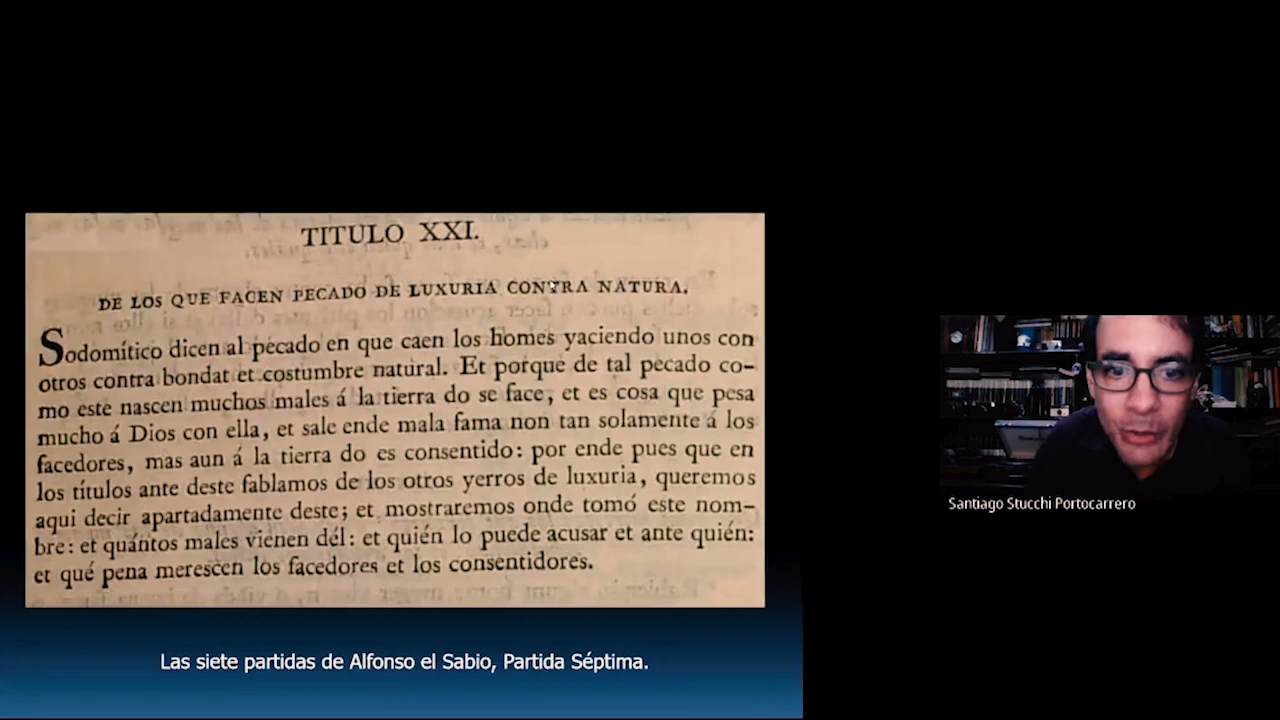 TITULO XXI.
DE LOS QUE FACEN PECADO DE LUXURIA CONTRA NATURA.
Sodomítico dicen al pecado en que caen los homes yaciendo unos con
otros contra bondat et costumbre natural. Et porque de tal pecado co-
mo este nascen muchos males á la tierra do se face, et es cosa que pesa
mucho á Dios con ella, et sale ende mala fama non tan solamente á los
facedores, mas aun á la tierra do es consentido: por ende pues que en
los títulos ante deste fablamos de los otros yerros de luxuria, queremos
aqui decir apartadamente deste; et mostraremos onde tomó este nom-
bre: et quántos males vienen dél: et quién lo puede acusar et ante quién:
et qué pena merescen los facedores et los consentidores.
Las siete partidas de Alfonso el Sabio, Partida Séptima.
Santiago Stucchi Portocarrero